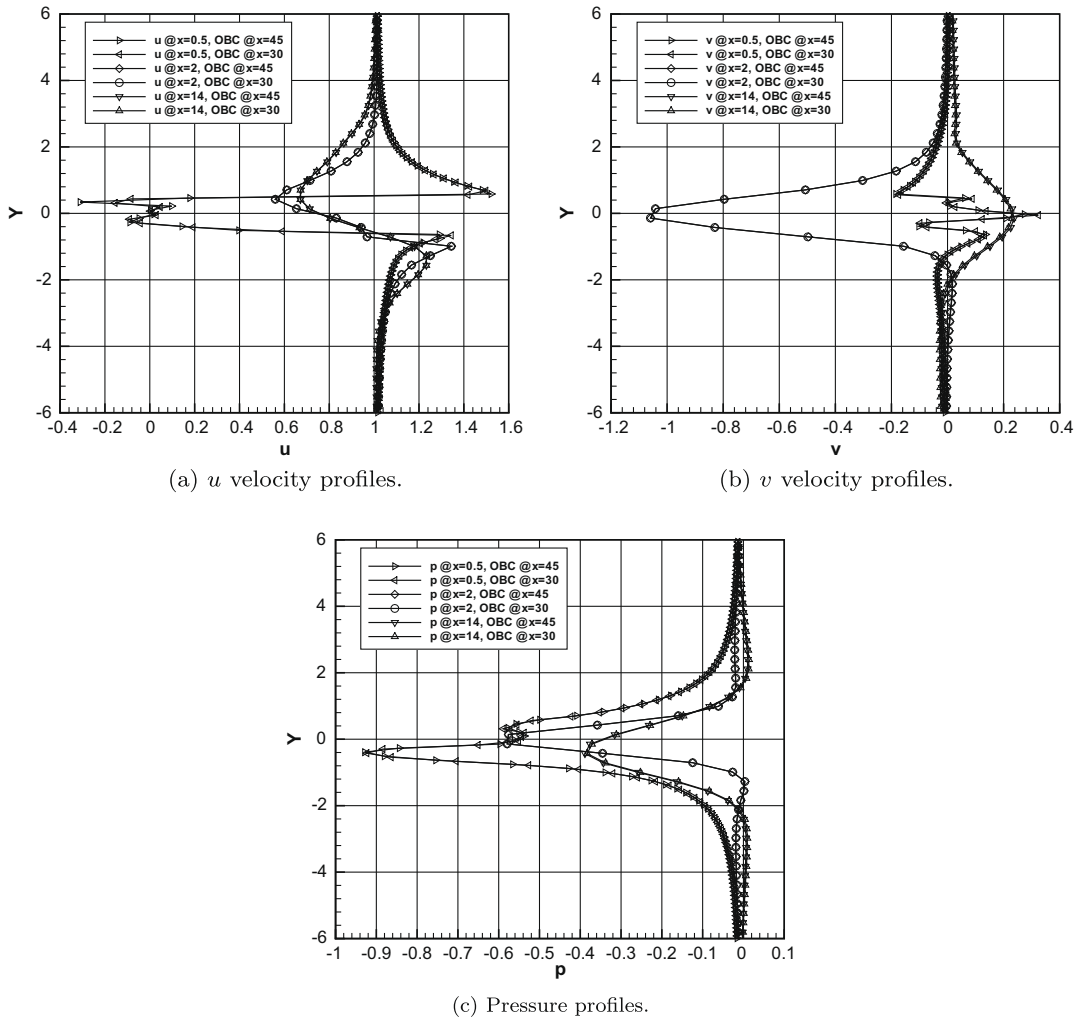 6
4
2
0
-2
-4
-6
Y
u @x=0.5, OBC @x=45
u @x=0.5, OBC @x=30
u @x=2, OBC @x=45
u @x=2, OBC @x=30
u @x=14, OBC @x=45
u @x=14, OBC @x=30
-0.4 -0.2 0 0.2 0.4 0.6 0.8 1 1.2 1.4 1.6
u
(a) u velocity profiles.
6
4
2
0
-2
-4
-6
Y
v @x=0.5, OBC @x=45
v @x=0.5, OBC @x=30
v @x=2, OBC @x=45
v @x=2, OBC @x=30
v @x=14, OBC @x=45
v @x=14, OBC @x=30
-1.2 -1 -0.8 -0.6 -0.4 -0.2 0 0.2 0.4
v
(b) v velocity profiles.
6
4
2
0
-2
-4
-6
Y
p @x=0.5, OBC @x=45
p @x=0.5, OBC @x=30
p @x=2, OBC @x=45
p @x=2, OBC @x=30
p @x=14, OBC @x=45
p @x=14, OBC @x=30
-1 -0.9 -0.8 -0.7 -0.6 -0.5 -0.4 -0.3 -0.2 -0.1 0 0.1
p
(c) Pressure profiles.